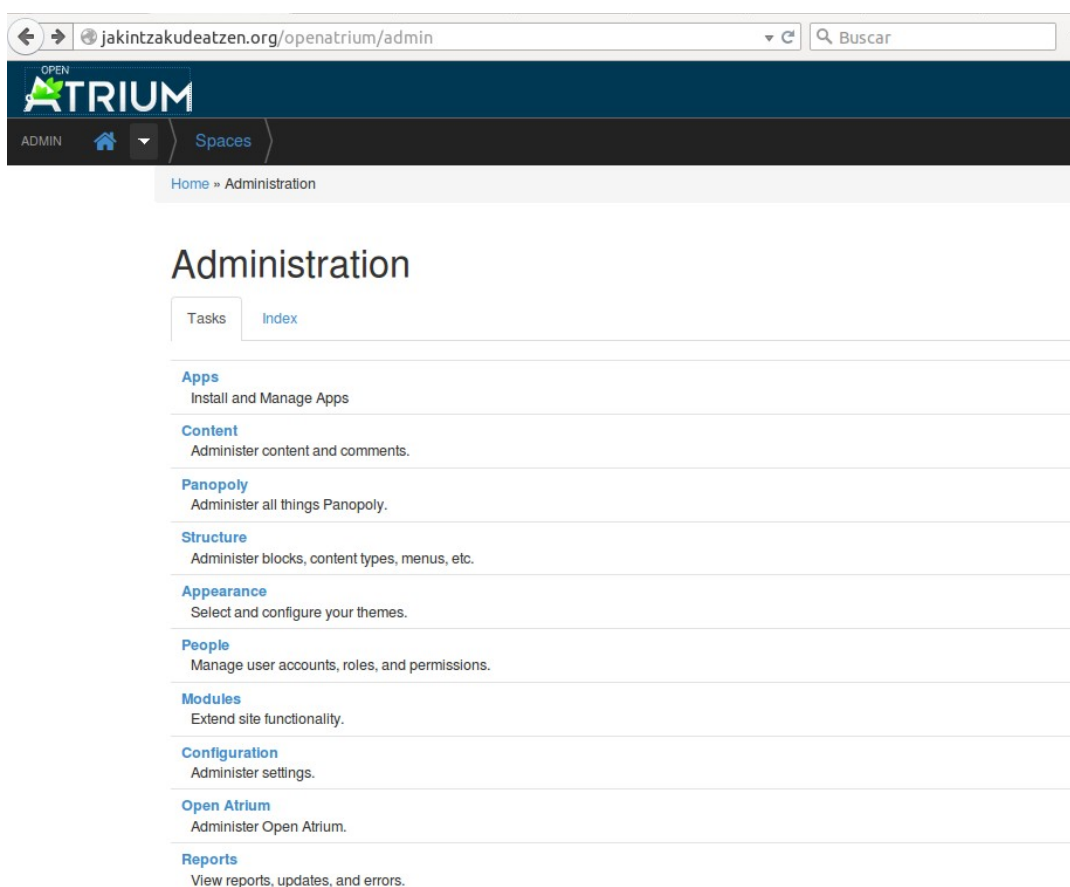 jakintzakudeatzen.org/openatrium/admin
Buscar
OPEN
ATRIUM
ADMIN Spaces
Home » Administration
Administration
Tasks Index
Apps
Install and Manage Apps
Content
Administer content and comments.
Panopoly
Administer all things Panopoly.
Structure
Administer blocks, content types, menus, etc.
Appearance
Select and configure your themes.
People
Manage user accounts, roles, and permissions.
Modules
Extend site functionality.
Configuration
Administer settings.
Open Atrium
Administer Open Atrium.
Reports
View reports, updates, and errors.